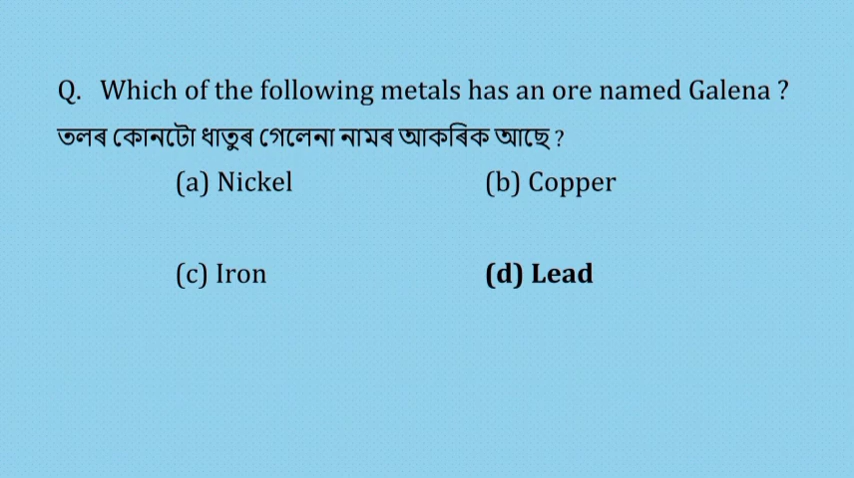 Q. Which of the following metals has an ore named Galena ?
তলৰ কোনটো ধাতুৰ গেলেনা নামৰ আকৰিক আছে ?
(a) Nickel (b) Copper
(c) Iron (d) Lead